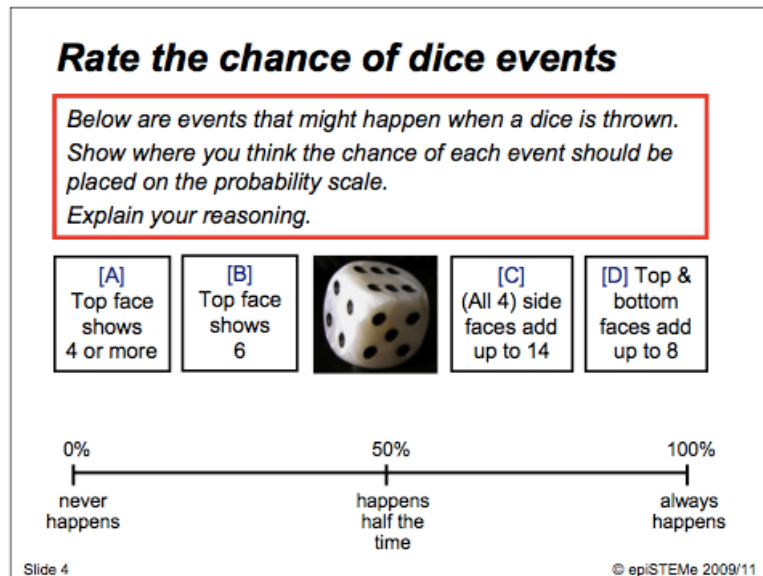 Rate the chance of dice events
Below are events that might happen when a dice is thrown.
Show where you think the chance of each event should be
placed on the probability scale.
Explain your reasoning.
[A]
Top face
shows
4 or more
[B]
Top face
shows
6
[C]
(All 4) side
faces add
up to 14
[D] Top &
bottom
faces add
up to 8
0%
50%
100%
never
happens
happens
half the
time
always
happens
Slide 4
© epiSTEMe 2009/11